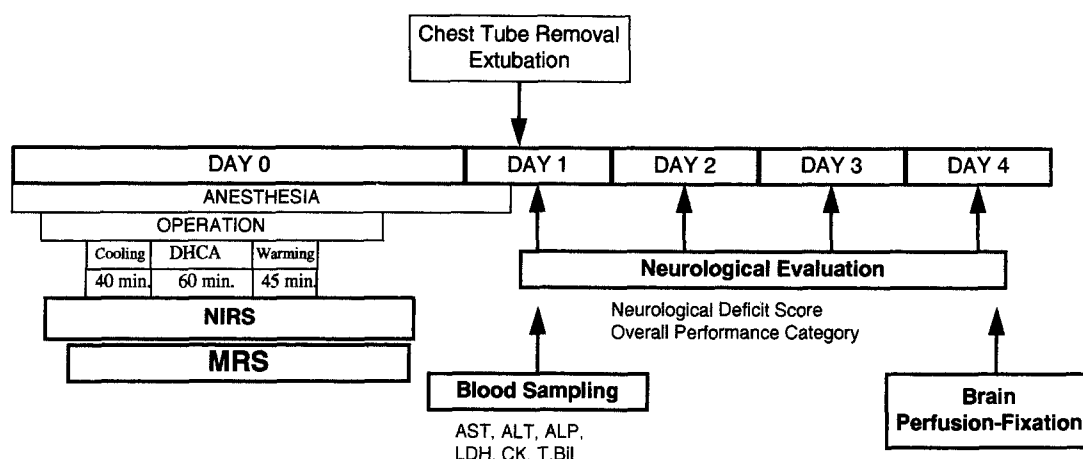 Chest Tube Removal
Extubation
DAY 0
DAY 1
DAY 2
DAY 3
DAY 4
ANESTHESIA
OPERATION
Cooling
DHCA
Warming
40 min.
60 min.
45 min.
NIRS
MRS
Neurological Evaluation
Neurological Deficit Score
Overall Performance Category
Blood Sampling
AST, ALT, ALP,
LDH, CK, T.Bil
Brain
Perfusion-Fixation